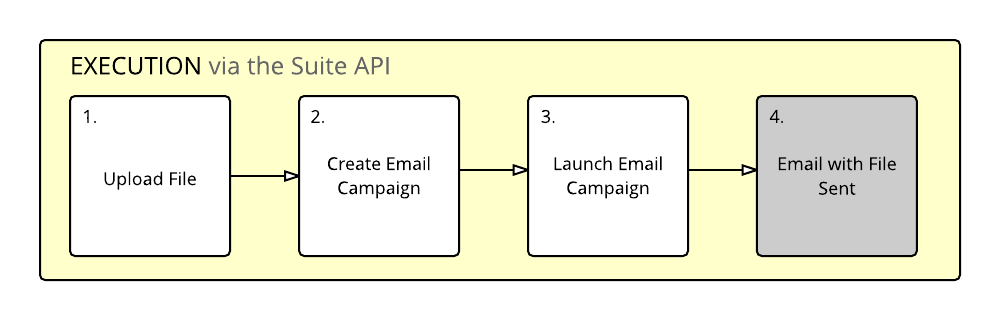 EXECUTION via the Suite API
1.
Upload File
2.
Create Email
Campaign
3.
Launch Email
Campaign
4.
Email with File
Sent